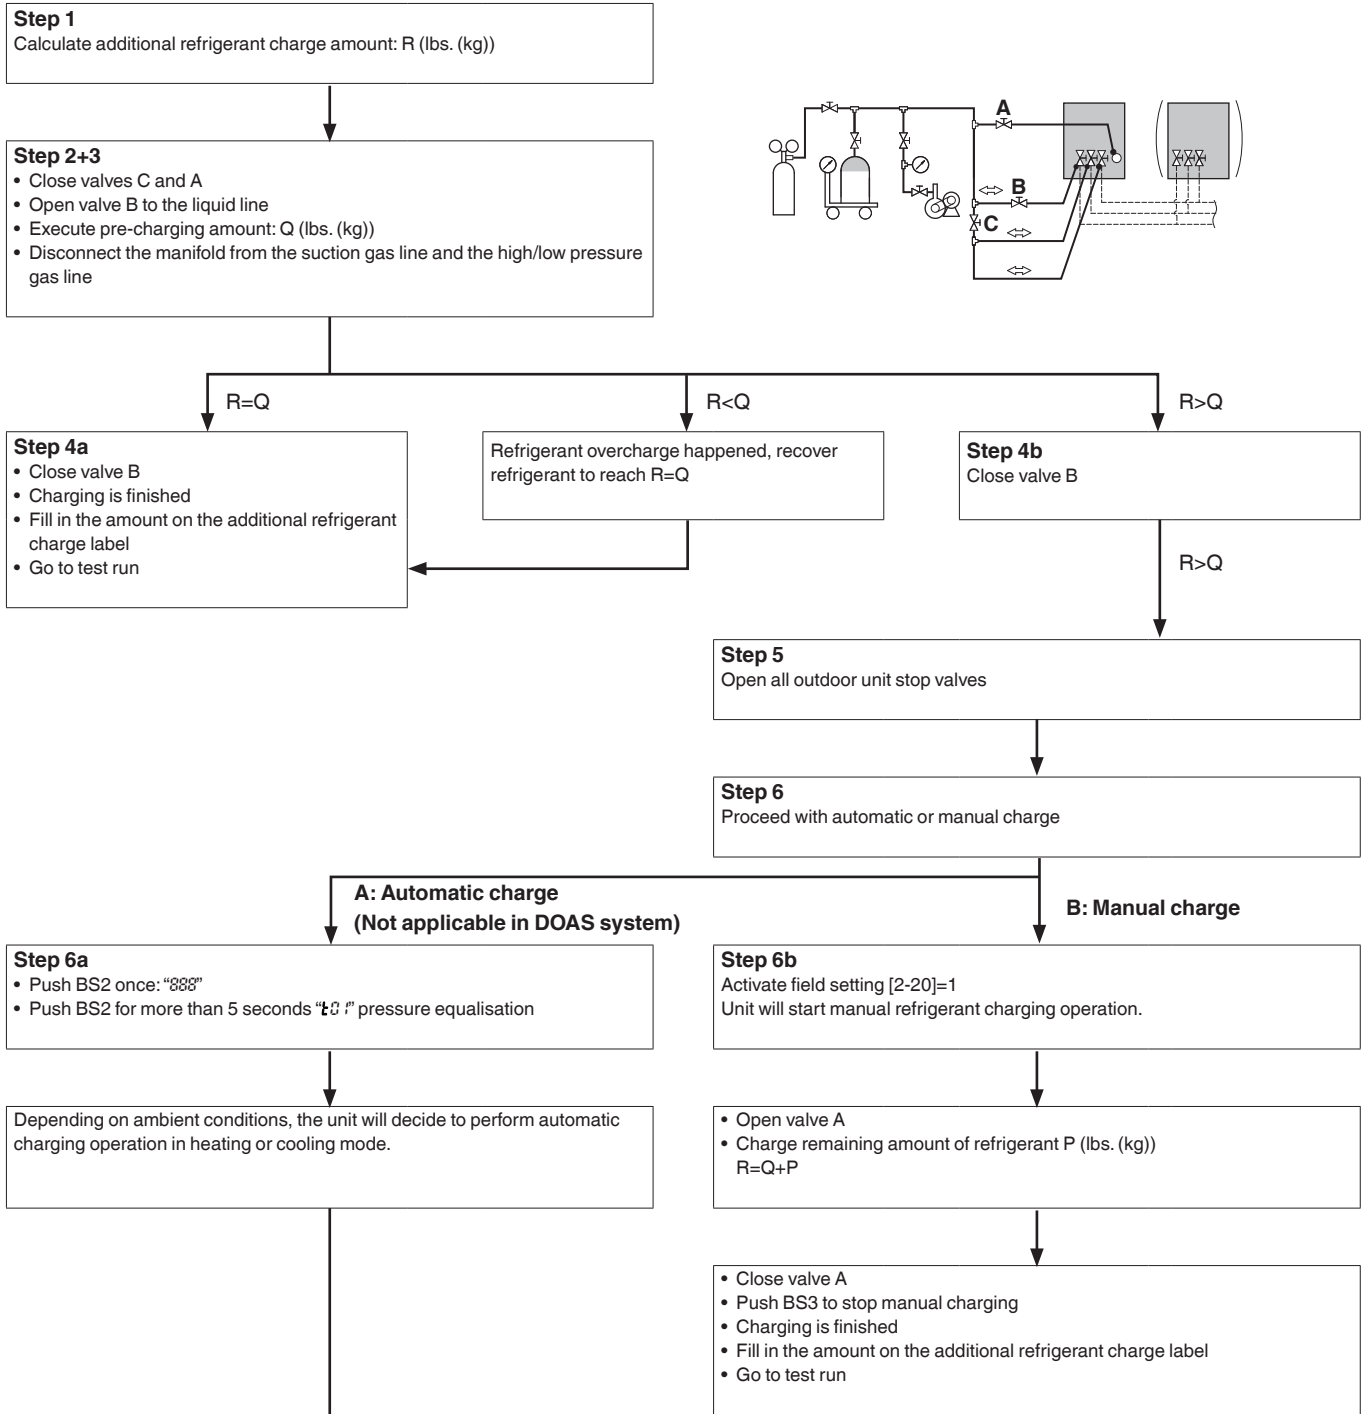 Step 1
Calculate additional refrigerant charge amount: R (lbs. (kg))
A
B
C
Step 2+3
• Close valves C and A
• Open valve B to the liquid line
• Execute pre-charging amount: Q (lbs. (kg))
• Disconnect the manifold from the suction gas line and the high/low pressure
gas line
R=Q
R<Q
R>Q
Step 4a
• Close valve B
• Charging is finished
• Fill in the amount on the additional refrigerant
charge label
• Go to test run
Refrigerant overcharge happened, recover
refrigerant to reach R=Q
Step 4b
Close valve B
R>Q
Step 5
Open all outdoor unit stop valves
Step 6
Proceed with automatic or manual charge
A: Automatic charge
(Not applicable in DOAS system)
B: Manual charge
Step 6a
• Push BS2 once: “888”
• Push BS2 for more than 5 seconds “t01” pressure equalisation
Step 6b
Activate field setting [2-20]=1
Unit will start manual refrigerant charging operation.
Depending on ambient conditions, the unit will decide to perform automatic
charging operation in heating or cooling mode.
• Open valve A
• Charge remaining amount of refrigerant P (lbs. (kg))
R=Q+P
• Close valve A
• Push BS3 to stop manual charging
• Charging is finished
• Fill in the amount on the additional refrigerant charge label
• Go to test run